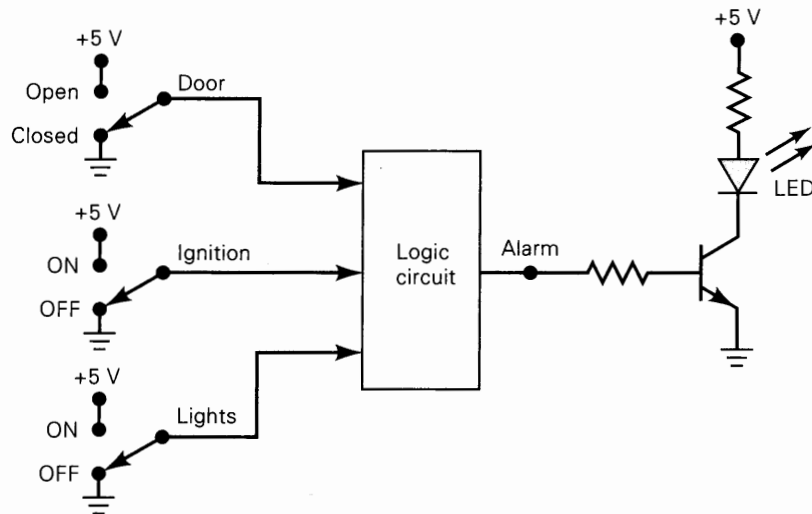 +5 V
Open
Door
Closed
+5 V
ON
Ignition
OFF
+5 V
ON
Lights
OFF
Logic
circuit
Alarm
+5 V
LED